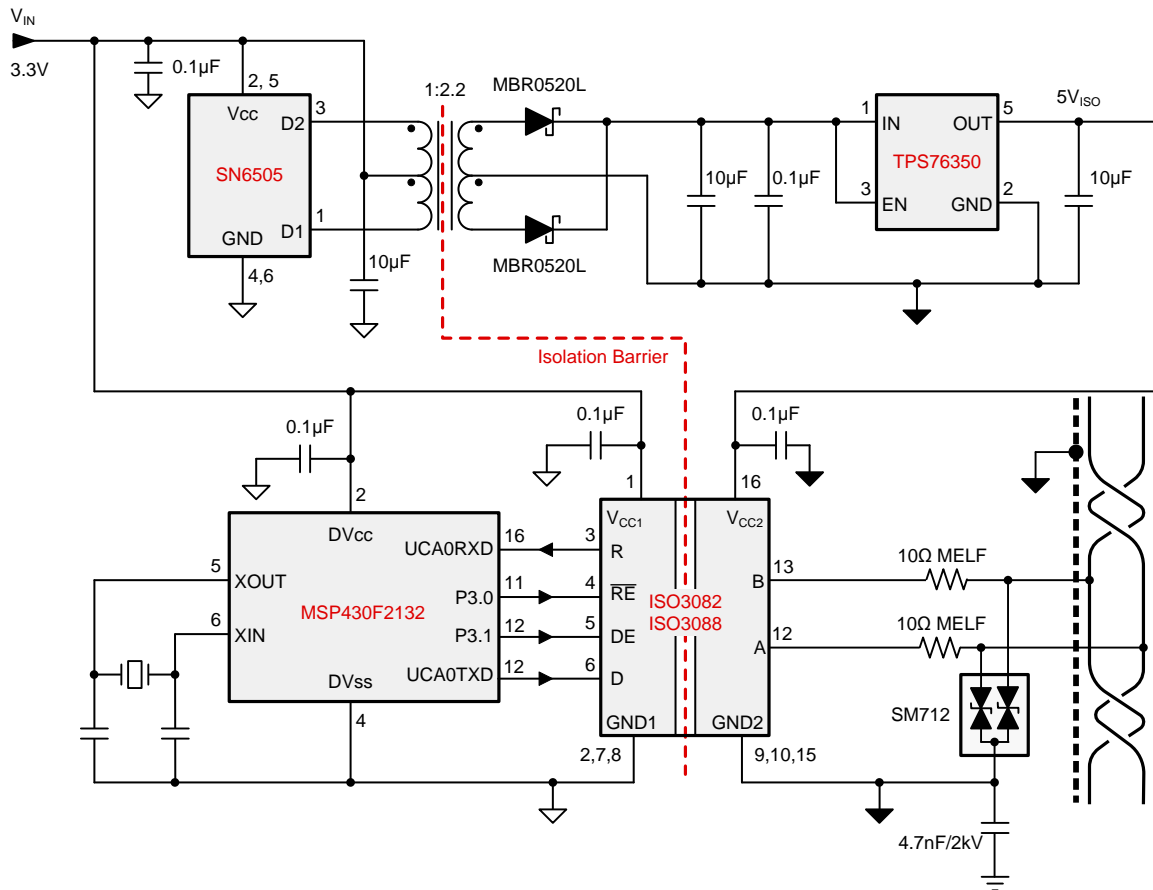 VIN
3.3V
0.1µF
2, 5
Vcc
D2
3
SN6505
D1
1
GND
4,6
10µF
1:2.2
MBR0520L
MBR0520L
10µF
0.1µF
1
IN
OUT
5
TPS76350
3
EN
GND
2
5VISO
10µF
Isolation Barrier
0.1µF
2
DVcc
5
XOUT
6
XIN
MSP430F2132
UCA0RXD
16
P3.0
11
P3.1
12
UCA0TXD
12
DVss
4
0.1µF
1
VCC1
3
R
4
RE
5
DE
6
D
GND1
2,7,8
ISO3082
ISO3088
0.1µF
16
VCC2
B
13
A
12
GND2
9,10,15
10Ω MELF
10Ω MELF
SM712
4.7nF/2kV